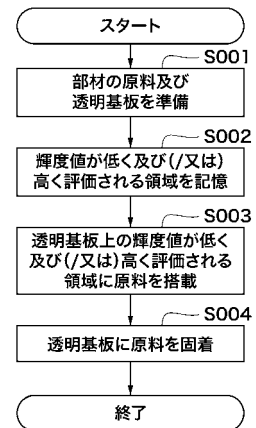 スタート
S001
部材の原料及び
透明基板を準備
S002
輝度値が低く及び(/又は)
高く評価される領域を記憶
S003
透明基板上の輝度値が低く
及び(/又は)高く評価される
領域に原料を搭載
S004
透明基板に原料を固着
終了